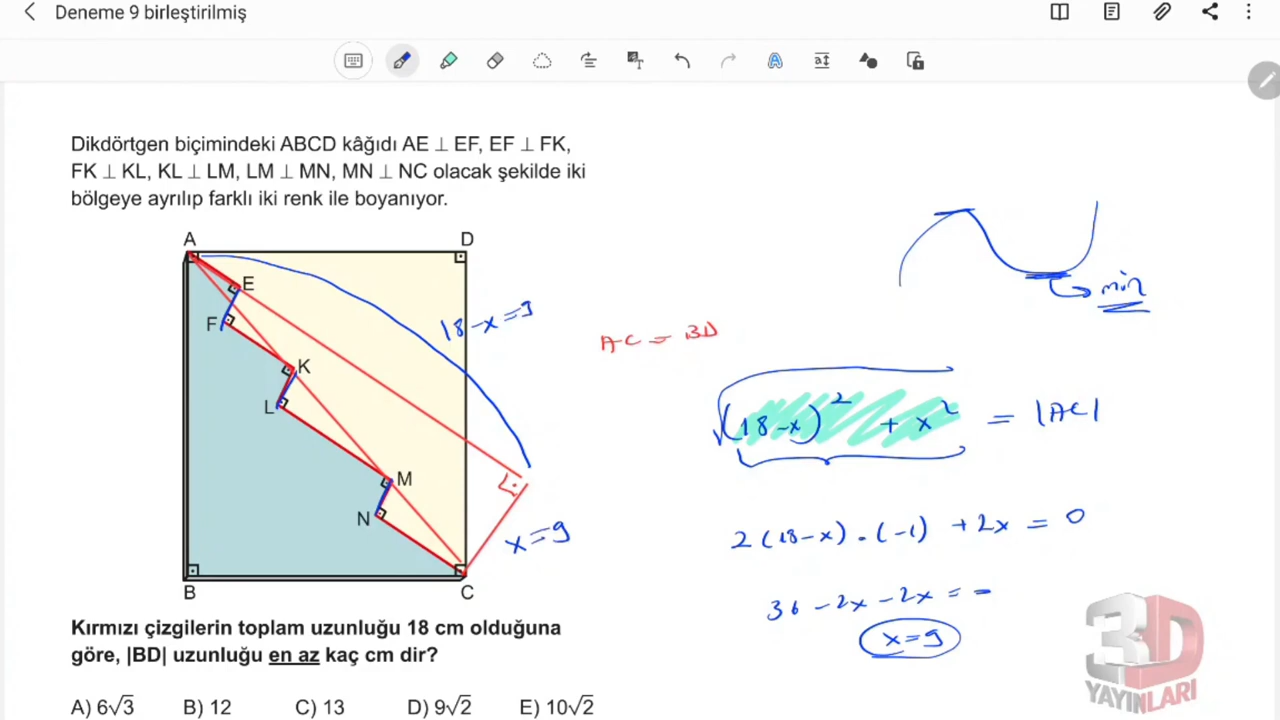 Deneme 9 birleştirilmiş
Dikdörtgen biçimindeki ABCD kâğıdı AE ⊥ EF, EF ⊥ FK,
FK ⊥ KL, KL ⊥ LM, LM ⊥ MN, MN ⊥ NC olacak şekilde iki
bölgeye ayrılıp farklı iki renk ile boyanıyor.
A
D
E
F
K
L
M
N
B
C
18-x=9
x=9
AC = BD
min
√(18-x)² + x² = |AC|
2(18-x).(-1) + 2x = 0
36 - 2x - 2x = -
x=9
Kırmızı çizgilerin toplam uzunluğu 18 cm olduğuna
göre, |BD| uzunluğu en az kaç cm dir?
A) 6√3 B) 12 C) 13 D) 9√2 E) 10√2
3D
YAYINLARI